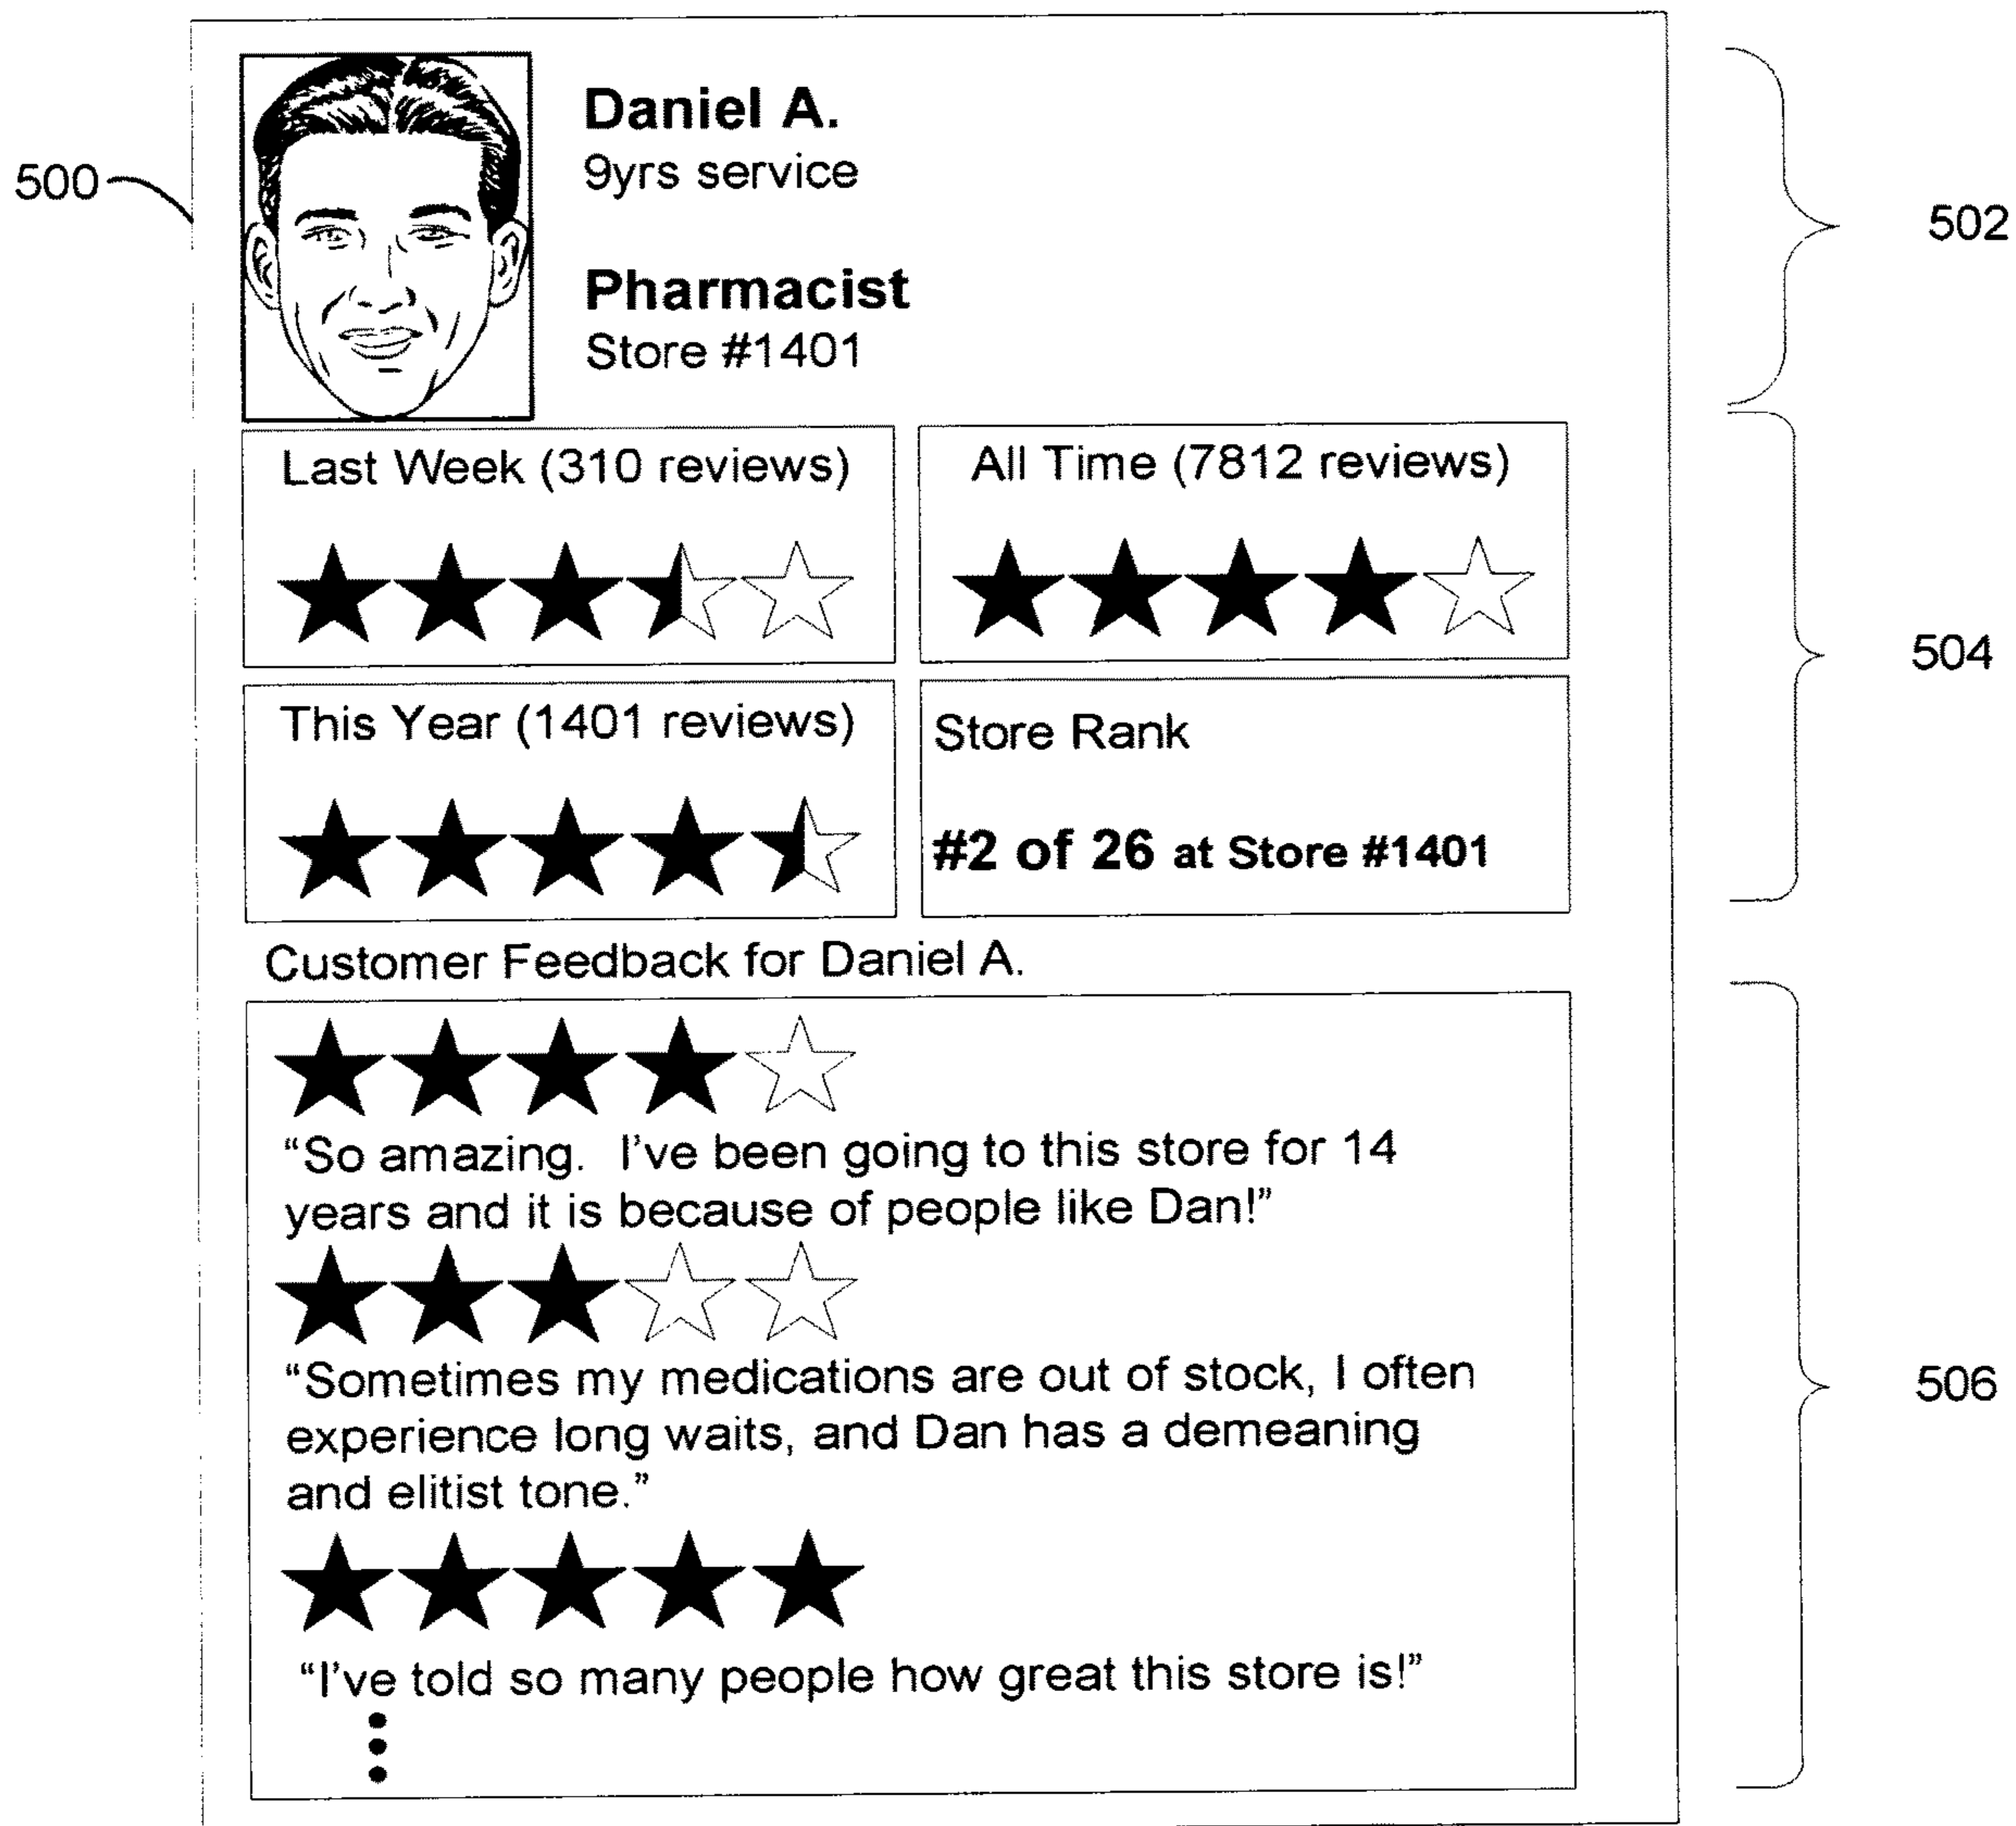 500
Daniel A.
9yrs service
Pharmacist
Store #1401
502
Last Week (310 reviews)
All Time (7812 reviews)
504
This Year (1401 reviews)
Store Rank
#2 of 26 at Store #1401
Customer Feedback for Daniel A.
“So amazing.  I’ve been going to this store for 14
years and it is because of people like Dan!”
“Sometimes my medications are out of stock, I often
experience long waits, and Dan has a demeaning
and elitist tone.”
506
“I’ve told so many people how great this store is!”